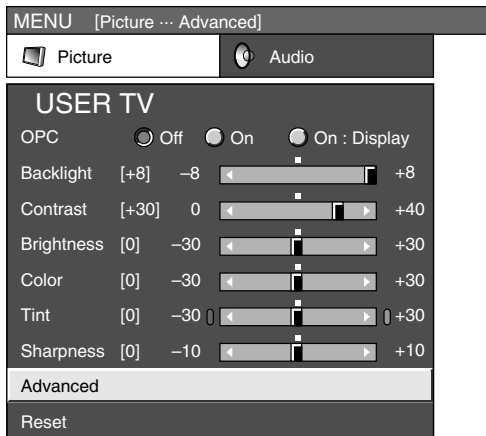 MENU [Picture ··· Advanced]
Picture Audio
USER TV
OPC Off On On : Display
Backlight [+8] –8 +8
Contrast [+30] 0 +40
Brightness [0] –30 +30
Color [0] –30 +30
Tint [0] –30 +30
Sharpness [0] –10 +10
Advanced
Reset